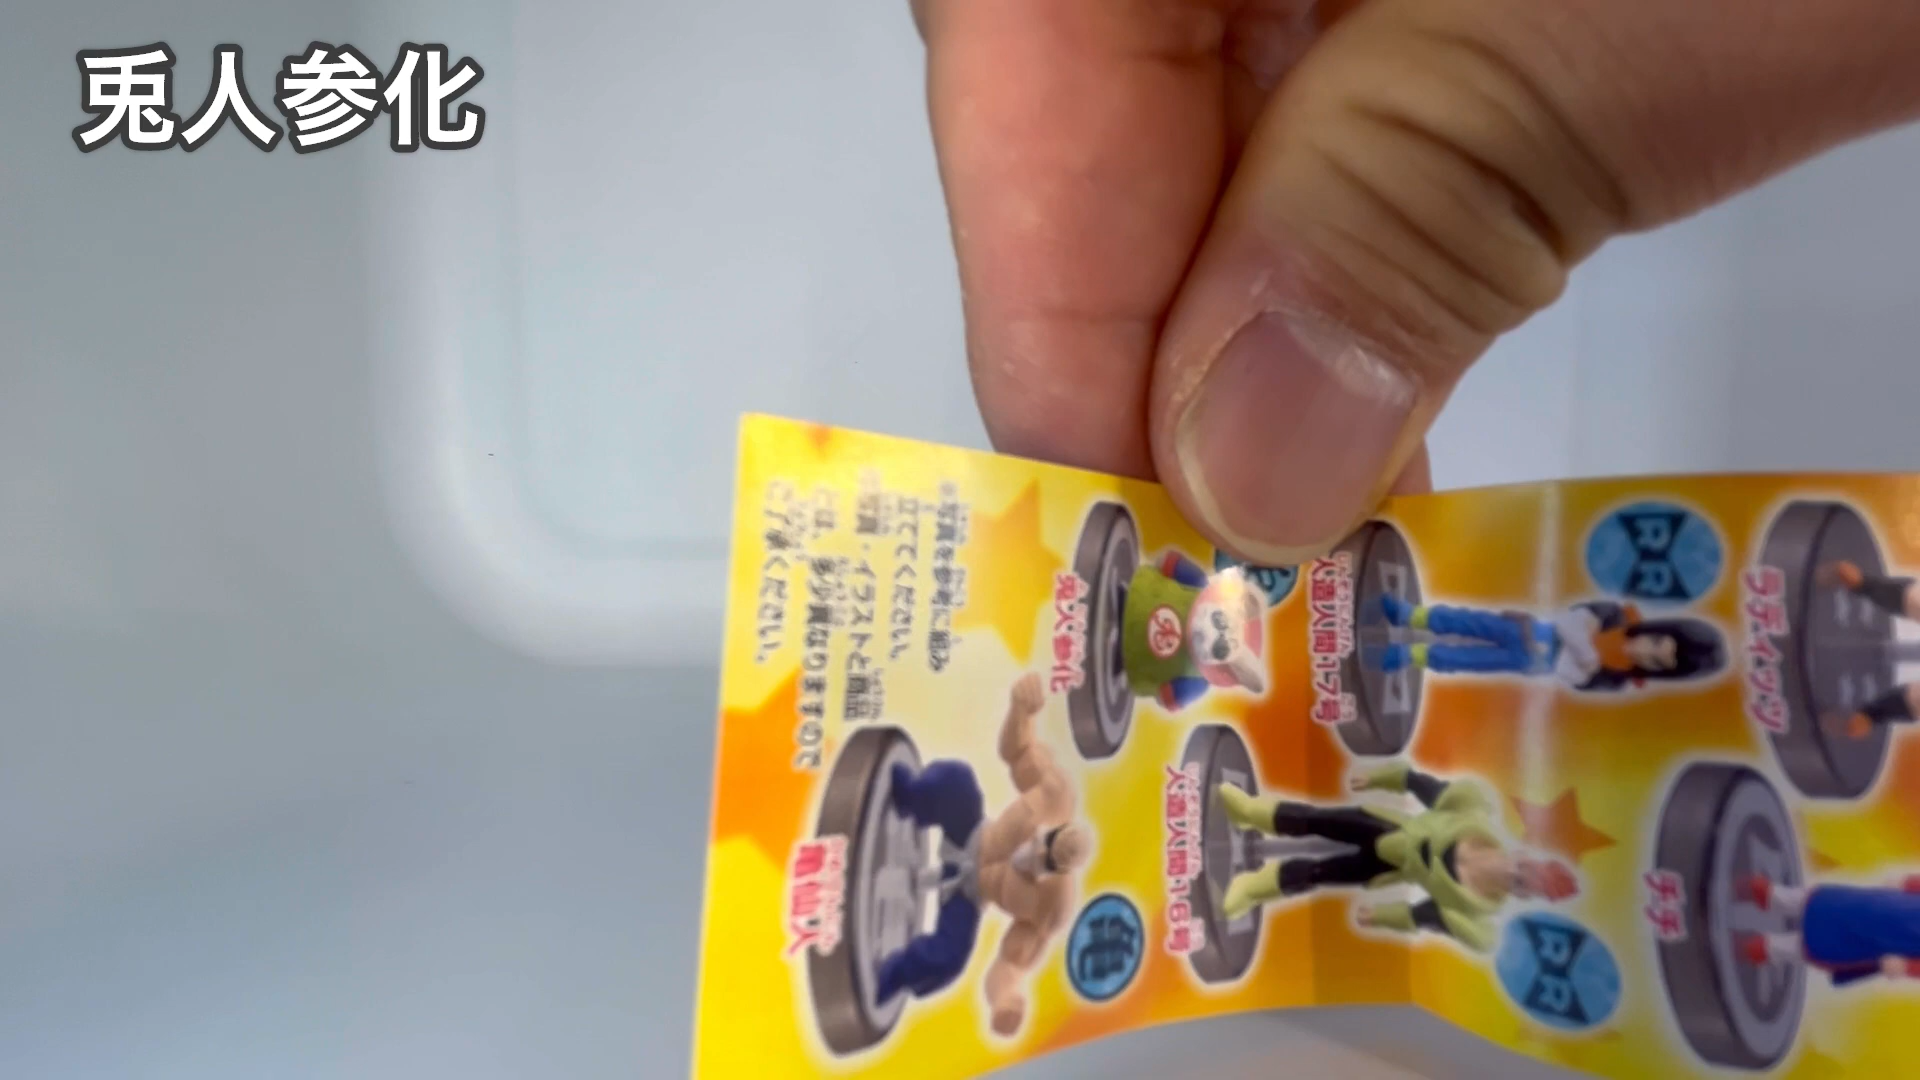 兎人参化
※写真を参考に組み
立ててください。
※写真・イラストと商品
とは、多少異なりますので
ご了承ください。
兎人参化
亀仙人
亀
人造人間17号
人造人間16号
RR
RR
ラディッツ
チチ